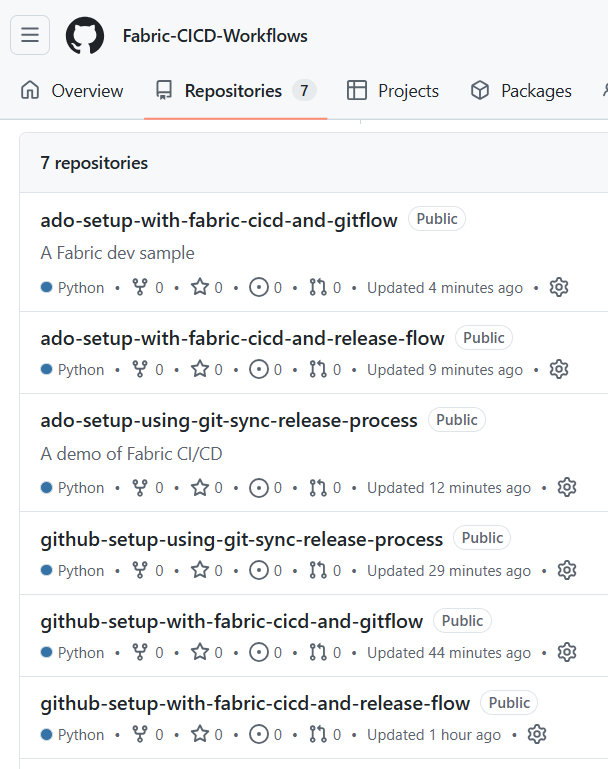 Fabric-CICD-Workflows
Overview Repositories 7 Projects Packages
7 repositories
ado-setup-with-fabric-cicd-and-gitflow Public
A Fabric dev sample
Python • 0 • 0 • 0 • 0 • Updated 4 minutes ago •
ado-setup-with-fabric-cicd-and-release-flow Public
Python • 0 • 0 • 0 • 0 • Updated 9 minutes ago •
ado-setup-using-git-sync-release-process Public
A demo of Fabric CI/CD
Python • 0 • 0 • 0 • 0 • Updated 12 minutes ago •
github-setup-using-git-sync-release-process Public
Python • 0 • 0 • 0 • 0 • Updated 29 minutes ago •
github-setup-with-fabric-cicd-and-gitflow Public
Python • 0 • 0 • 0 • 0 • Updated 44 minutes ago •
github-setup-with-fabric-cicd-and-release-flow Public
Python • 0 • 0 • 0 • 0 • Updated 1 hour ago •